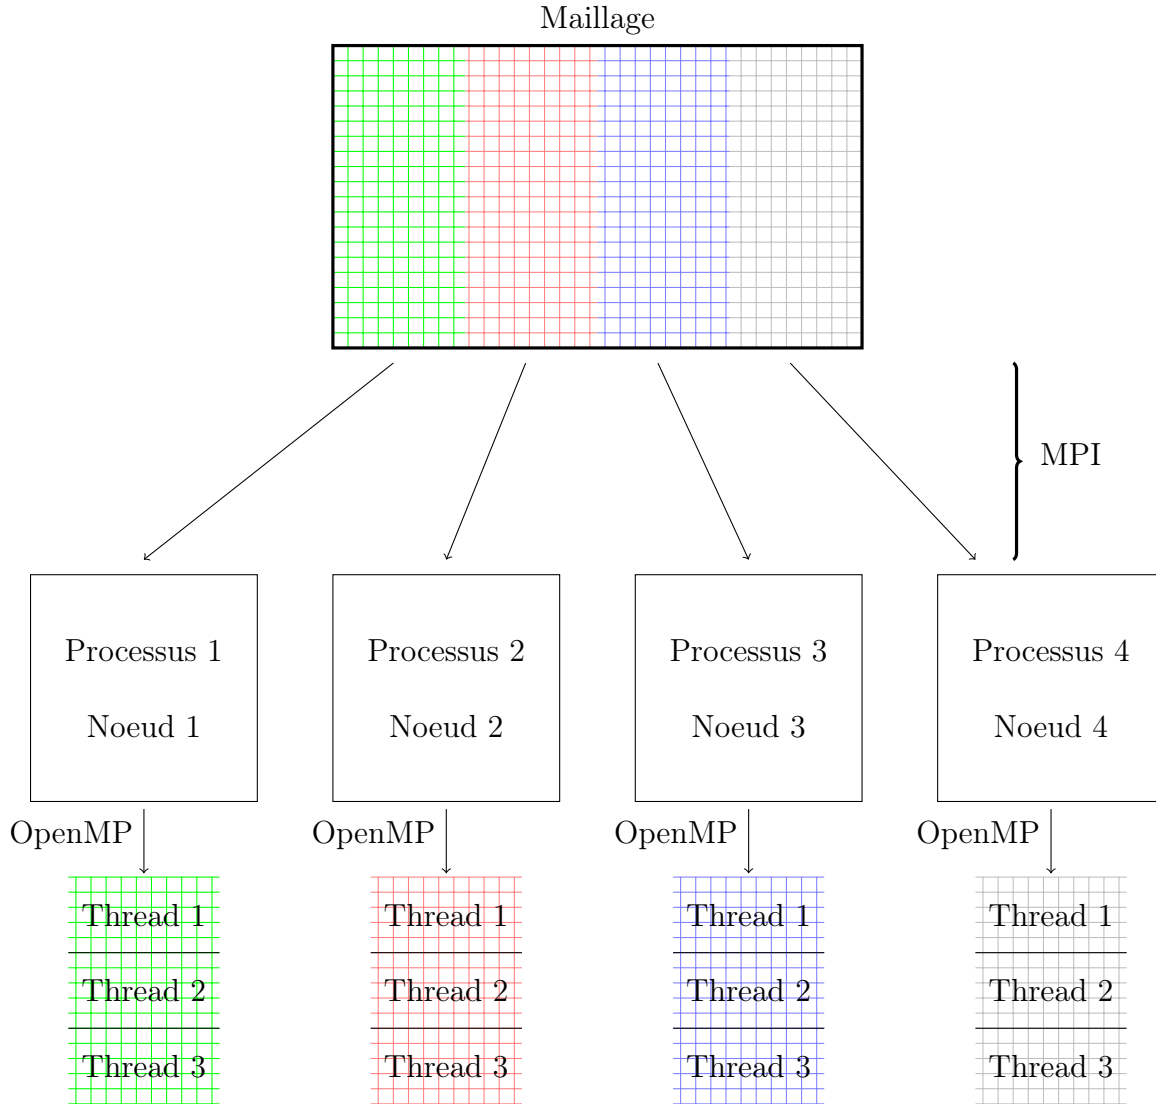 Maillage
MPI
Processus 1
Noeud 1
Processus 2
Noeud 2
Processus 3
Noeud 3
Processus 4
Noeud 4
OpenMP
OpenMP
OpenMP
OpenMP
Thread 1
Thread 2
Thread 3
Thread 1
Thread 2
Thread 3
Thread 1
Thread 2
Thread 3
Thread 1
Thread 2
Thread 3